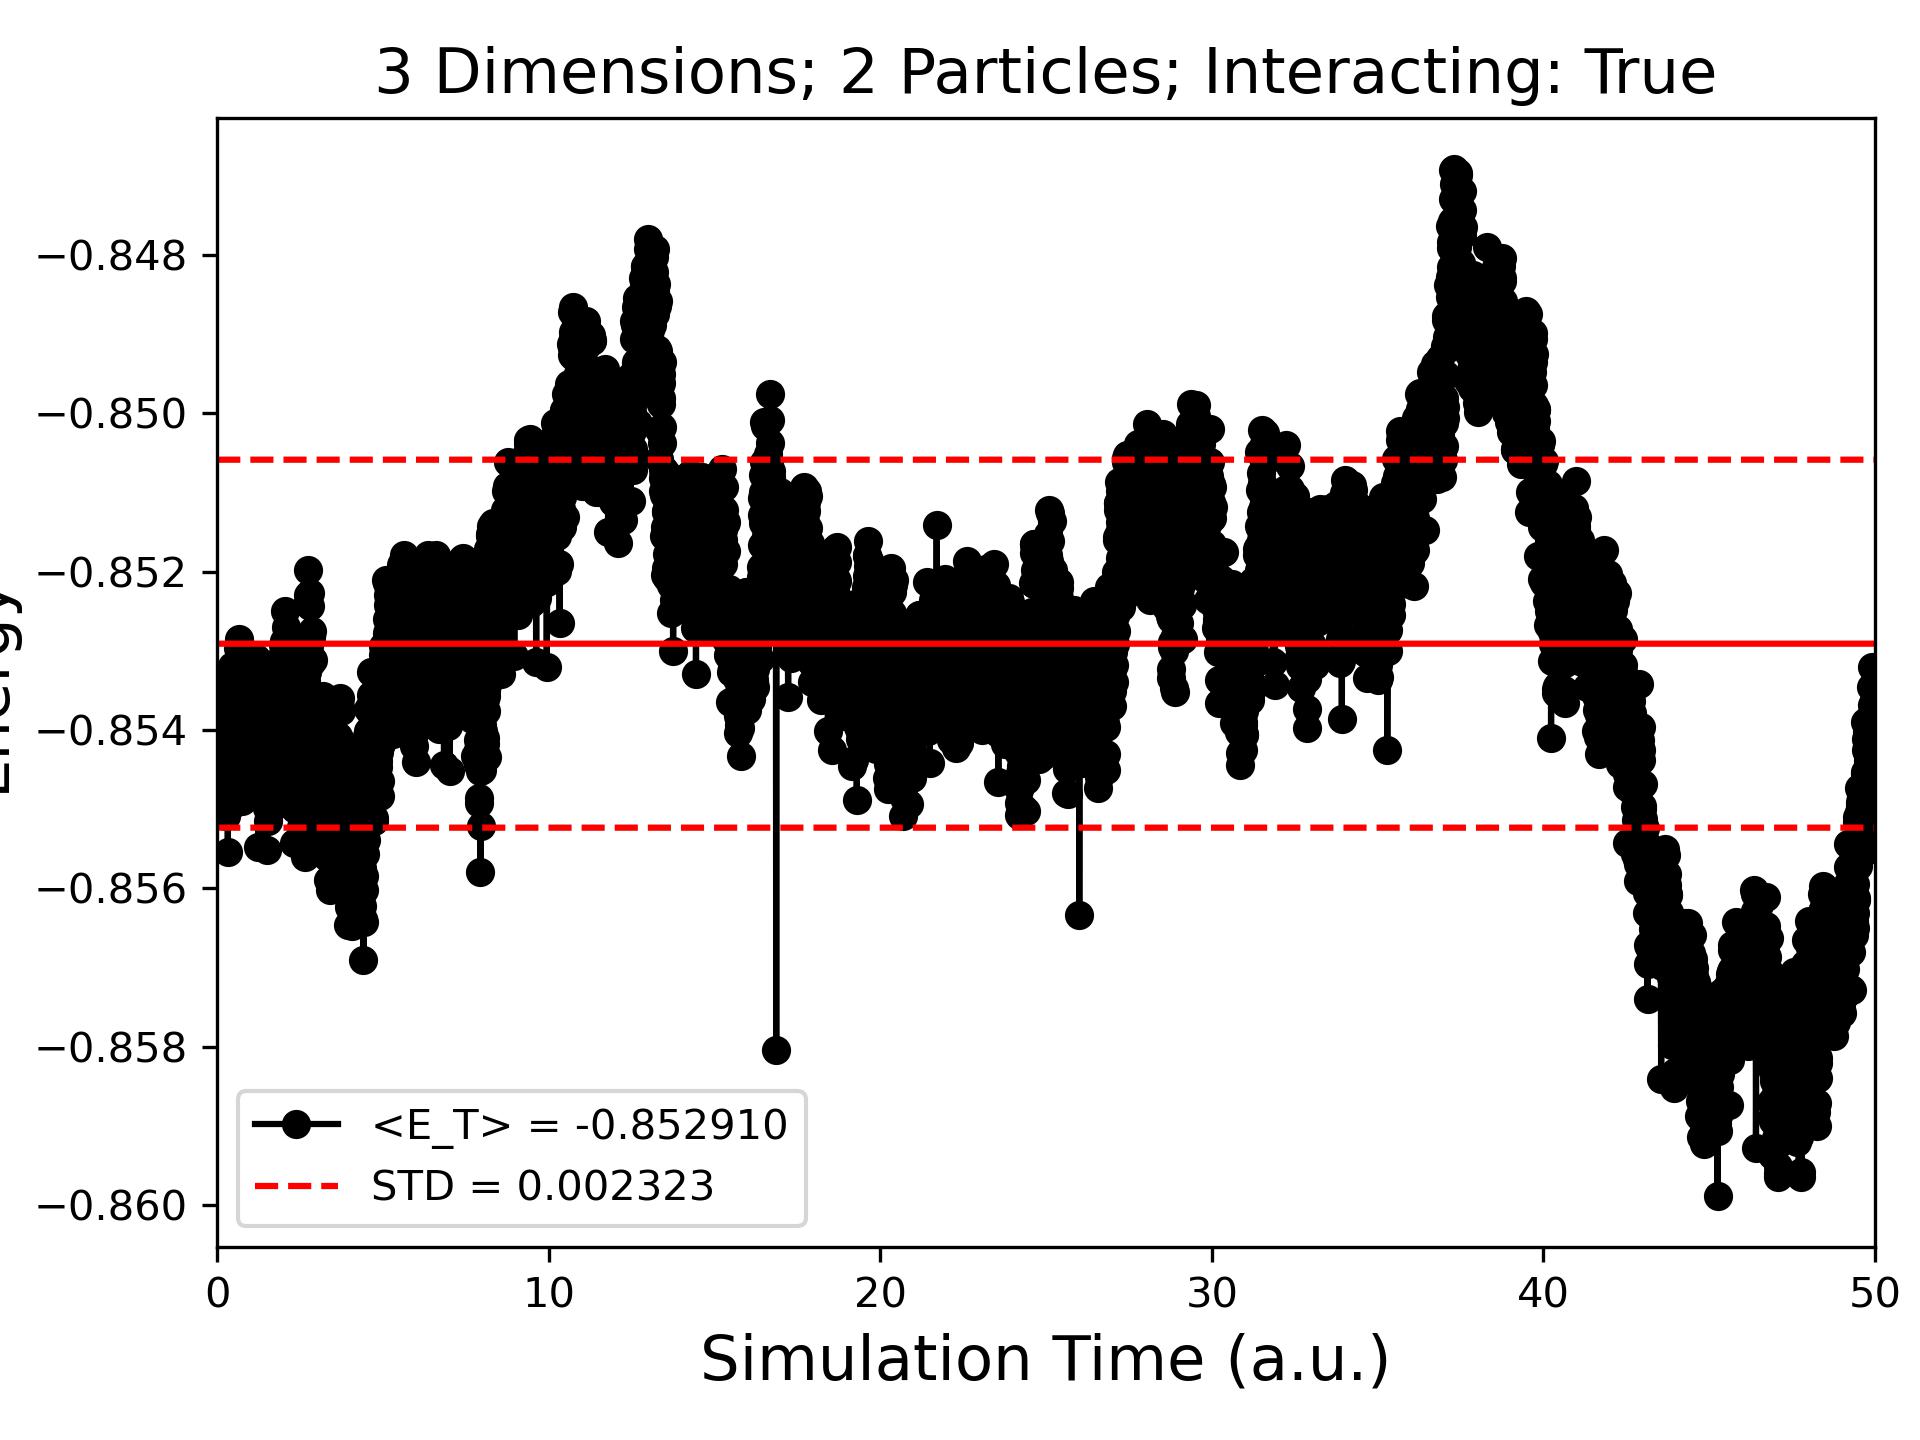 3 Dimensions; 2 Particles; Interacting: True
Energy
−0.848
−0.850
−0.852
−0.854
−0.856
−0.858
−0.860
<E_T> = -0.852910
STD = 0.002323
0 10 20 30 40 50
Simulation Time (a.u.)